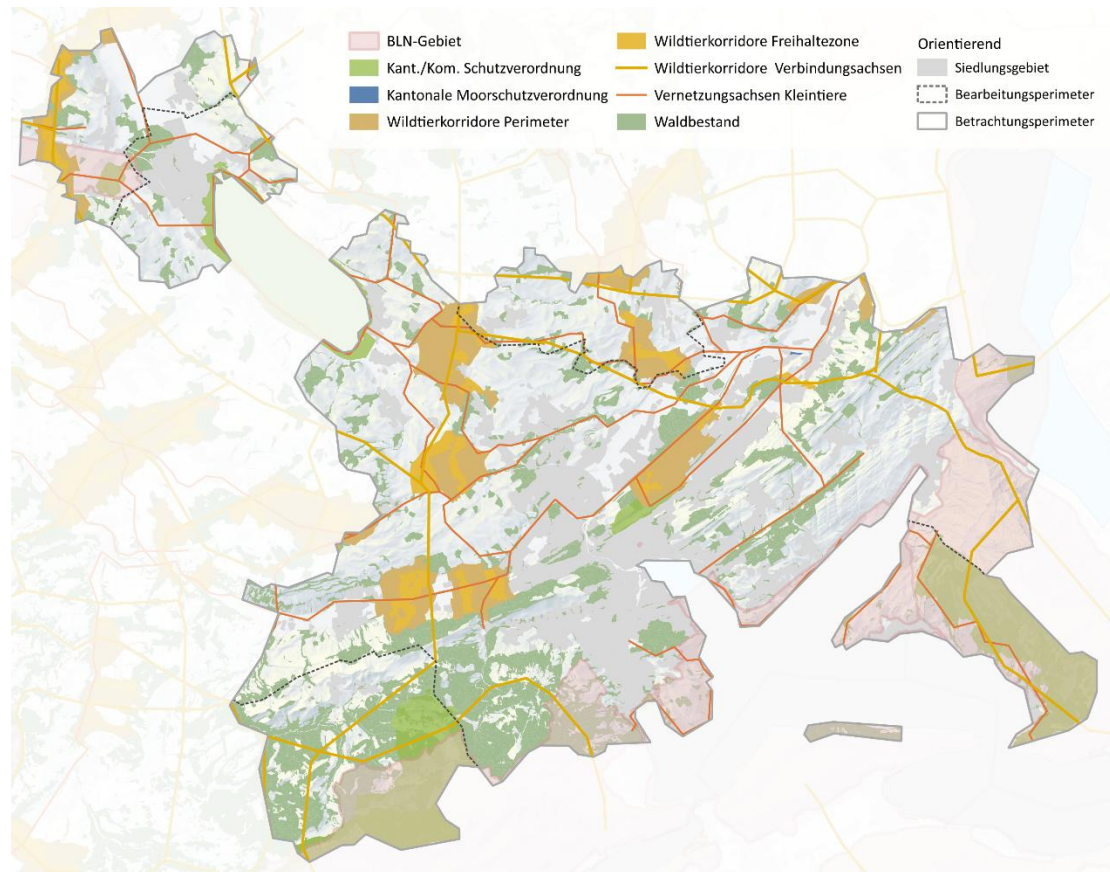 BLN-Gebiet
Kant./Kom. Schutzverordnung
Kantonale Moorschutzverordnung
Wildtierkorridore Perimeter
Wildtierkorridore Freihaltezone
Wildtierkorridore Verbindungsachsen
Vernetzungsachsen Kleintiere
Waldbestand
Orientierend
Siedlungsgebiet
Bearbeitungsperimeter
Betrachtungsperimeter